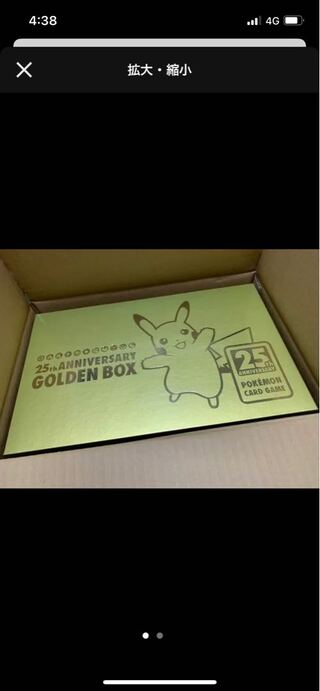 4:38
4G
拡大・縮小
25th ANNIVERSARY
GOLDEN BOX
25th
ANNIVERSARY
POKÉMON
CARD GAME